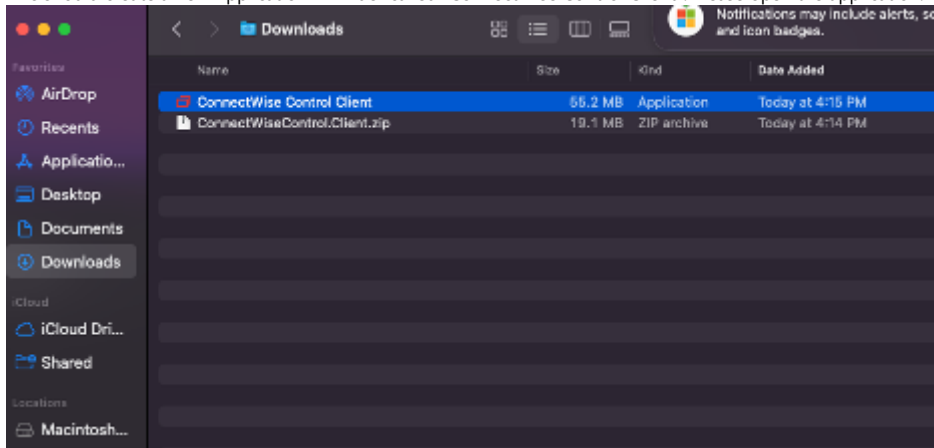 Downloads
Notifications may include alerts, so
and icon badges.
Favorites
Name Size Kind Date Added
AirDrop
ConnectWise Control Client 55.2 MB Application Today at 4:15 PM
Recents
ConnectWiseControl.Client.zip 19.1 MB ZIP archive Today at 4:14 PM
Applicatio...
Desktop
Documents
Downloads
iCloud
iCloud Dri...
Shared
Locations
Macintosh...